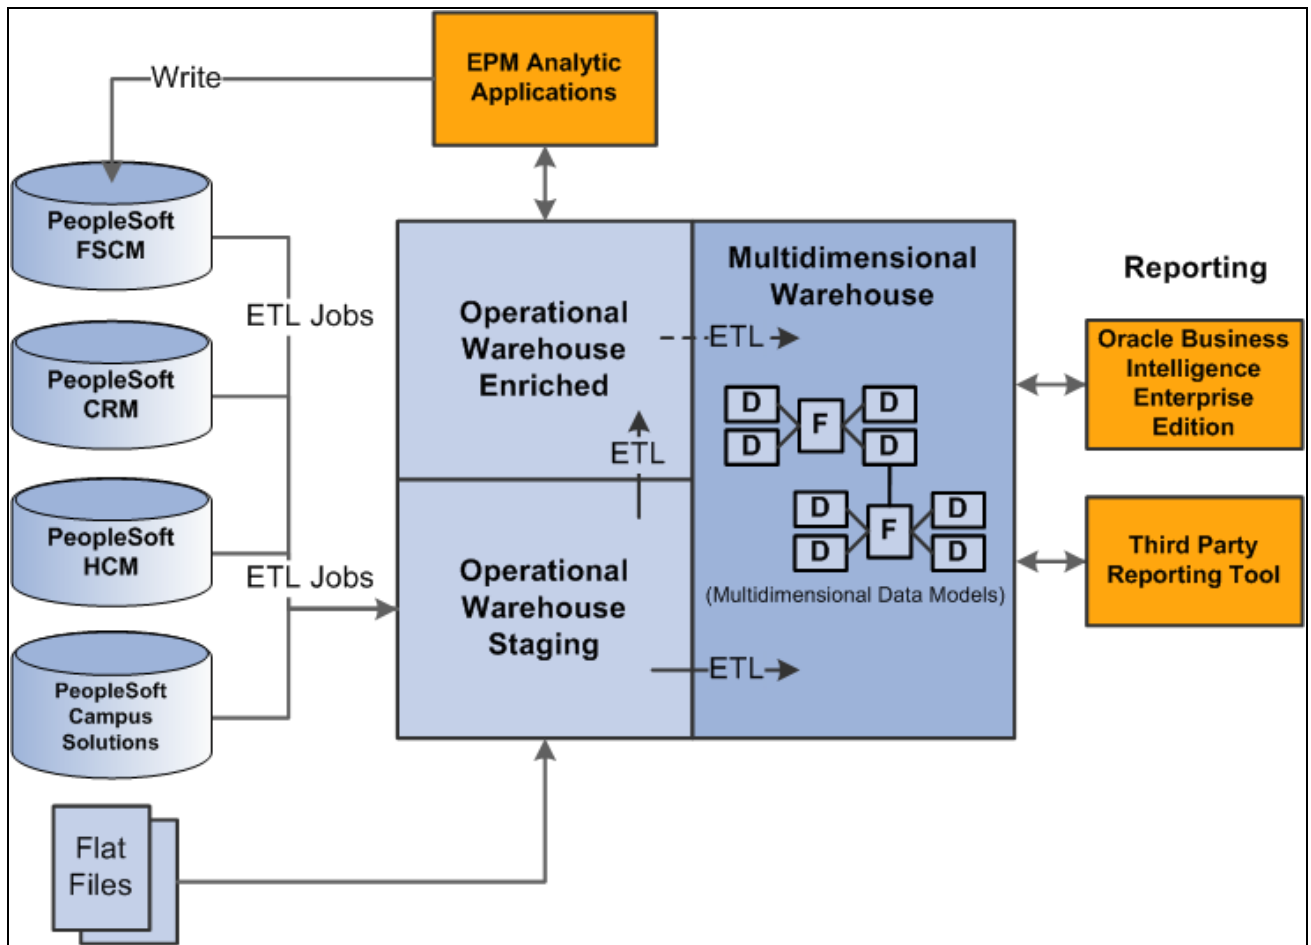 EPM Analytic
Applications
Write
PeopleSoft
FSCM
ETL Jobs
PeopleSoft
CRM
PeopleSoft
HCM
ETL Jobs
PeopleSoft
Campus
Solutions
Flat
Files
Operational
Warehouse
Enriched
ETL
Operational
Warehouse
Staging
Multidimensional
Warehouse
ETL
D
D
F
D
D
D
D
F
D
D
(Multidimensional Data Models)
ETL
Reporting
Oracle Business
Intelligence
Enterprise
Edition
Third Party
Reporting Tool